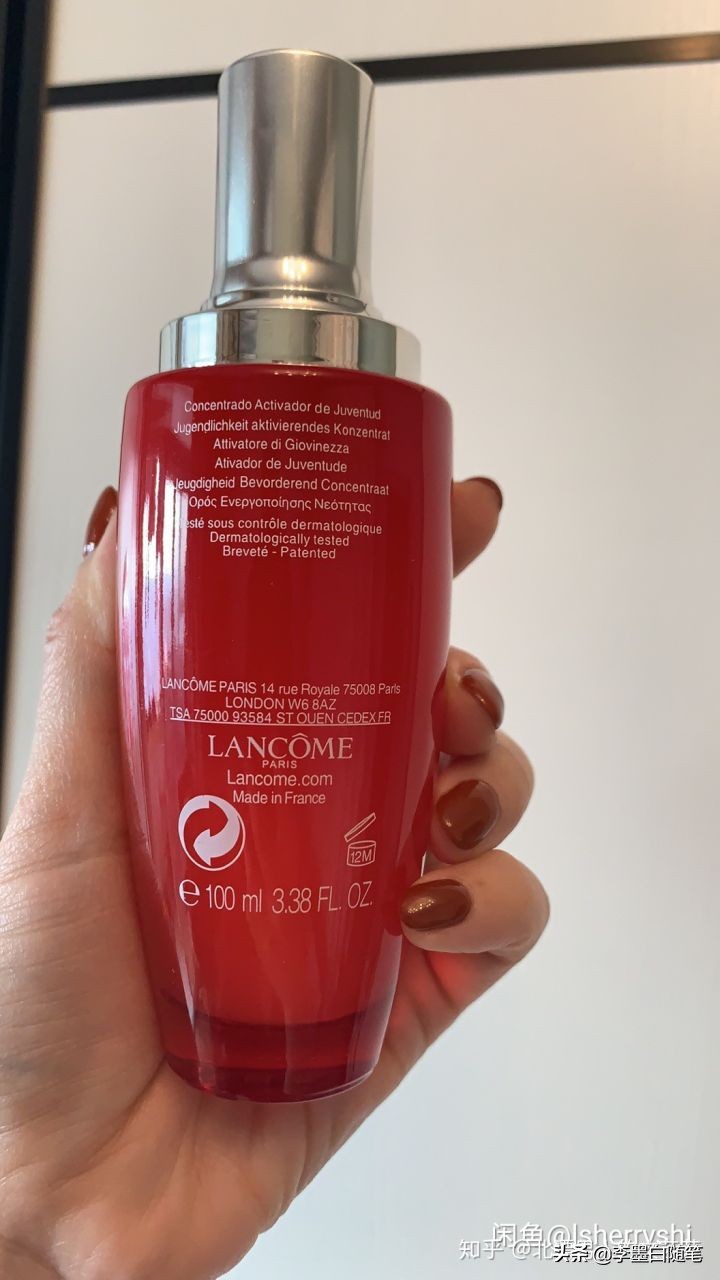 Concentrado Activador de Juventud
Jugendlichkeit aktivierendes Konzentrat
Attivatore di Giovinezza
Ativador de Juventude
Jeugdigheid Bevorderend Concentraat
Ορός Ενεργοποίησης Νεότητας
Testé sous contrôle dermatologique
Dermatologically tested
Breveté - Patented
LANCÔME PARIS 14 rue Royale 75008 Paris
LONDON W6 8AZ
TSA 75000 93584 ST OUEN CEDEX FR
LANCÔME
PARIS
Lancome.com
Made in France
12M
e 100 ml 3.38 FL. OZ.
闲鱼@lsherryshi
知乎 @北
头条 @李墨白随笔